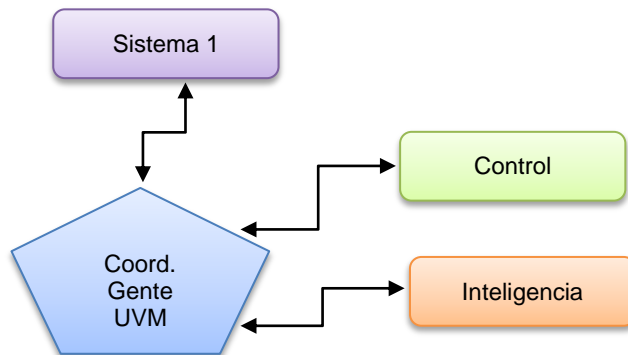 Sistema 1
Control
Coord.
Gente
UVM
Inteligencia